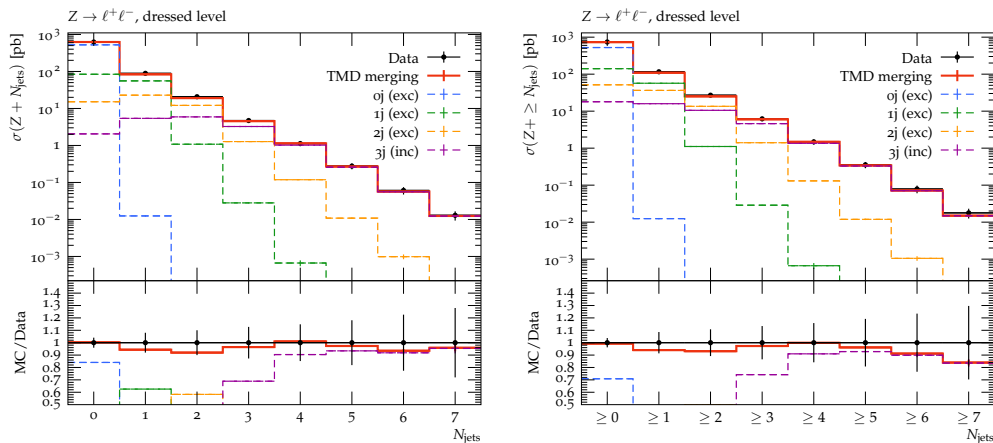 Z → ℓ⁺ℓ⁻, dressed level
σ(Z + N_jets) [pb]
10³
10²
10¹
1
10⁻¹
10⁻²
10⁻³
Data
TMD merging
0j (exc)
1j (exc)
2j (exc)
3j (inc)
MC/Data
1.4
1.3
1.2
1.1
1
0.9
0.8
0.7
0.6
0.5
0 1 2 3 4 5 6 7
N_jets
Z → ℓ⁺ℓ⁻, dressed level
σ(Z+ ≥ N_jets) [pb]
10³
10²
10¹
1
10⁻¹
10⁻²
10⁻³
Data
TMD merging
0j (exc)
1j (exc)
2j (exc)
3j (inc)
MC/Data
1.4
1.3
1.2
1.1
1
0.9
0.8
0.7
0.6
0.5
≥ 0 ≥ 1 ≥ 2 ≥ 3 ≥ 4 ≥ 5 ≥ 6 ≥ 7
N_jets